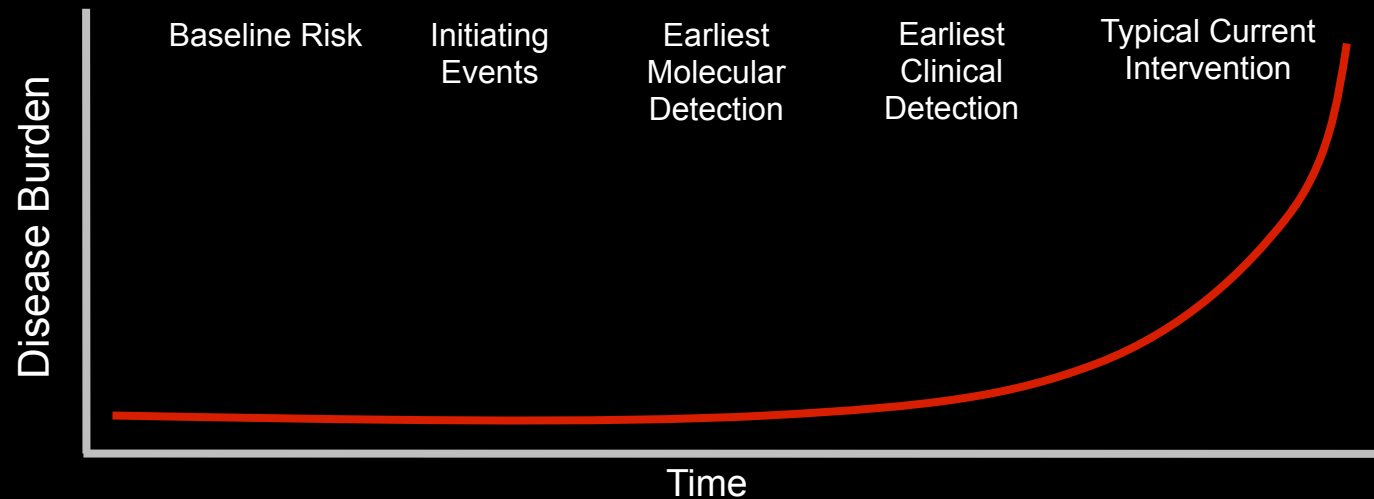 Baseline Risk
Initiating
Events
Earliest
Molecular
Detection
Earliest
Clinical
Detection
Typical Current
Intervention
Disease Burden
Time